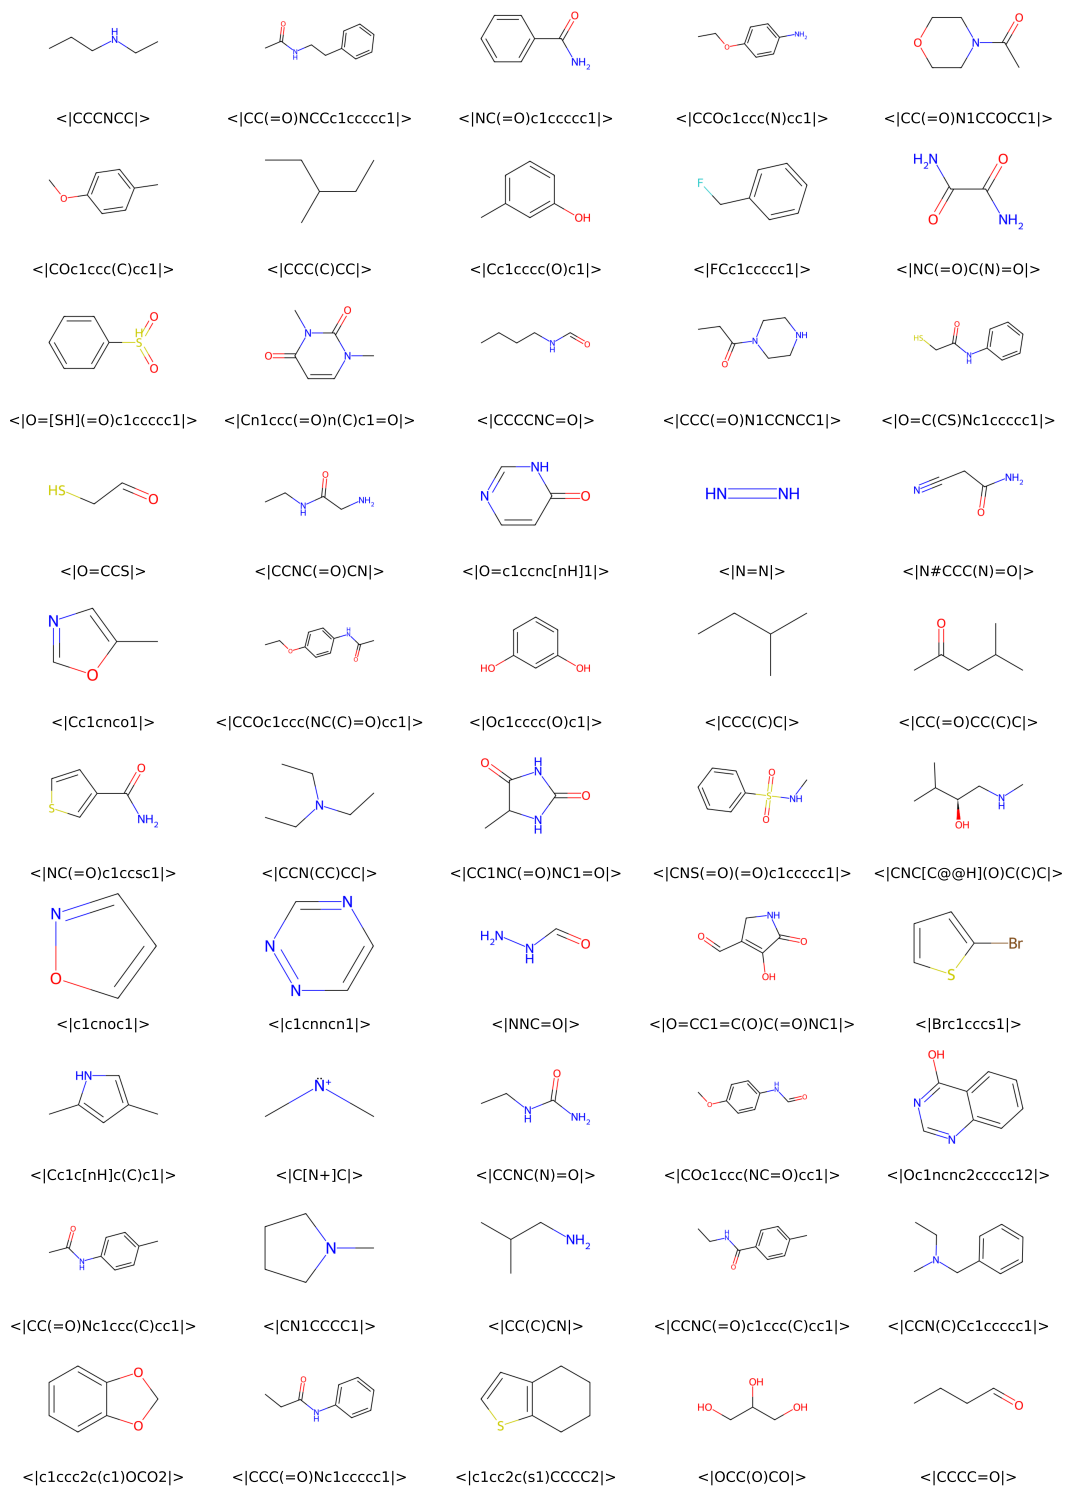 <|CCCNCC|> <|CC(=O)NCCc1ccccc1|> <|NC(=O)c1ccccc1|> <|CCOc1ccc(N)cc1|> <|CC(=O)N1CCOCC1|>
<|COc1ccc(C)cc1|> <|CCC(C)CC|> <|Cc1cccc(O)c1|> <|FCc1ccccc1|> <|NC(=O)C(N)=O|>
<|O=[SH](=O)c1ccccc1|> <|Cn1ccc(=O)n(C)c1=O|> <|CCCCNC=O|> <|CCC(=O)N1CCNCC1|> <|O=C(CS)Nc1ccccc1|>
<|O=CCS|> <|CCNC(=O)CN|> <|O=c1ccnc[nH]1|> <|N=N|> <|N#CCC(N)=O|>
<|Cc1cnco1|> <|CCOc1ccc(NC(C)=O)cc1|> <|Oc1cccc(O)c1|> <|CCC(C)C|> <|CC(=O)CC(C)C|>
<|NC(=O)c1ccsc1|> <|CCN(CC)CC|> <|CC1NC(=O)NC1=O|> <|CNS(=O)(=O)c1ccccc1|> <|CNC[C@@H](O)C(C)C|>
<|c1cnoc1|> <|c1cnncn1|> <|NNC=O|> <|O=CC1=C(O)C(=O)NC1|> <|Brc1cccs1|>
<|Cc1c[nH]c(C)c1|> <|C[N+]C|> <|CCNC(N)=O|> <|COc1ccc(NC=O)cc1|> <|Oc1ncnc2ccccc12|>
<|CC(=O)Nc1ccc(C)cc1|> <|CN1CCCC1|> <|CC(C)CN|> <|CCNC(=O)c1ccc(C)cc1|> <|CCN(C)Cc1ccccc1|>
<|c1ccc2c(c1)OCO2|> <|CCC(=O)Nc1ccccc1|> <|c1cc2c(s1)CCCC2|> <|OCC(O)CO|> <|CCCC=O|>